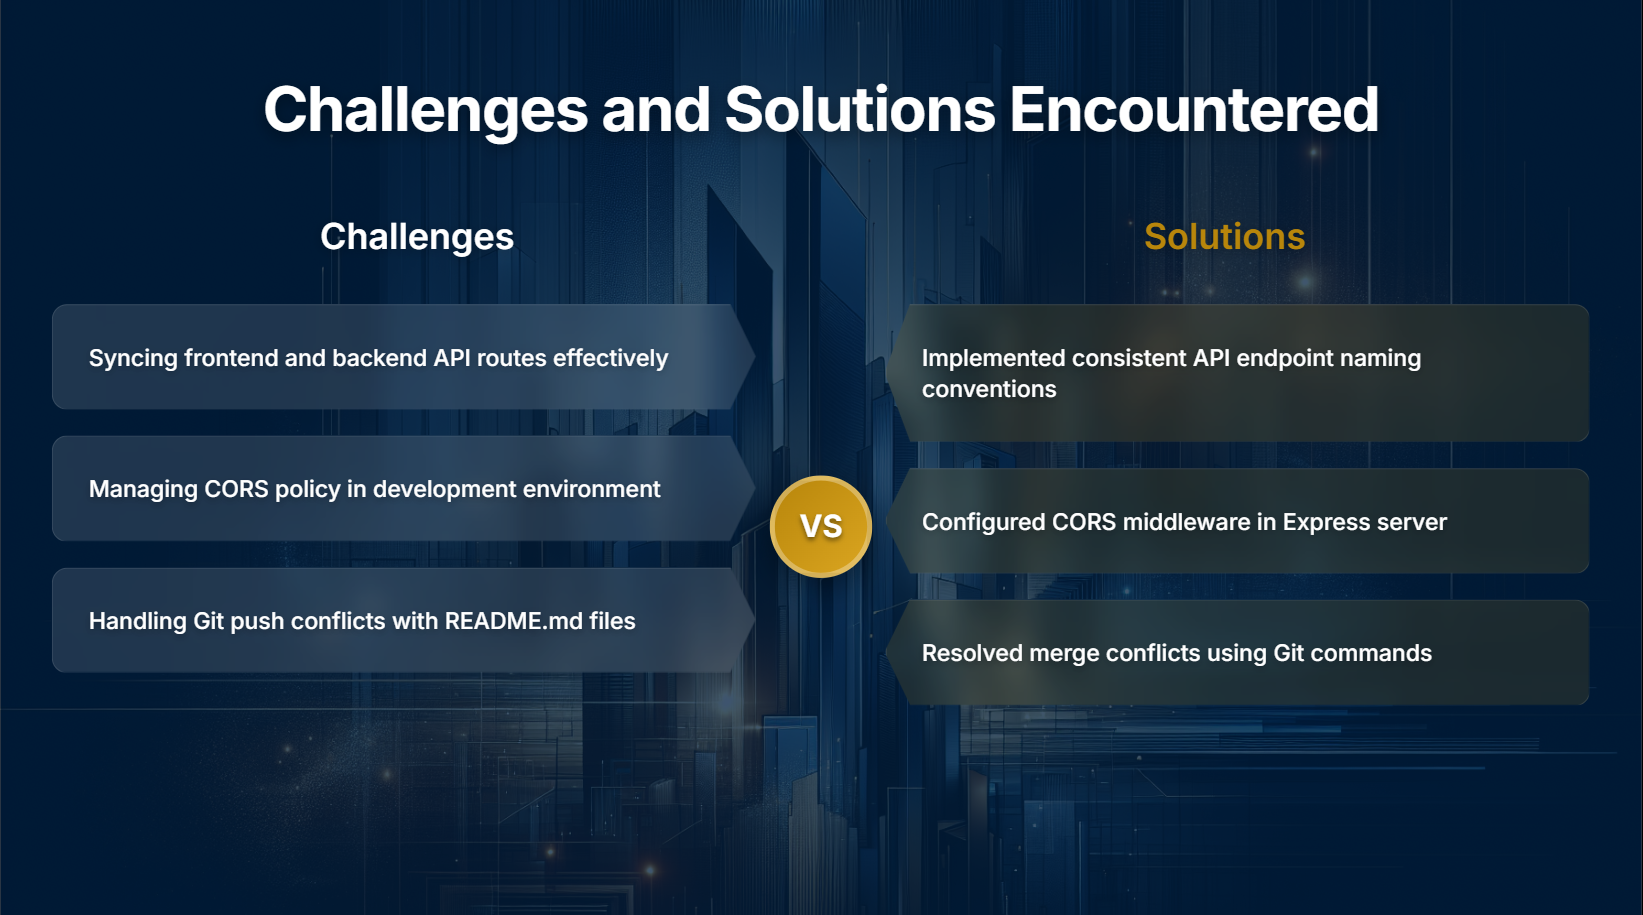 Challenges and Solutions Encountered
Challenges
Syncing frontend and backend API routes effectively
Managing CORS policy in development environment
Handling Git push conflicts with README.md files
VS
Solutions
Implemented consistent API endpoint naming
conventions
Configured CORS middleware in Express server
Resolved merge conflicts using Git commands